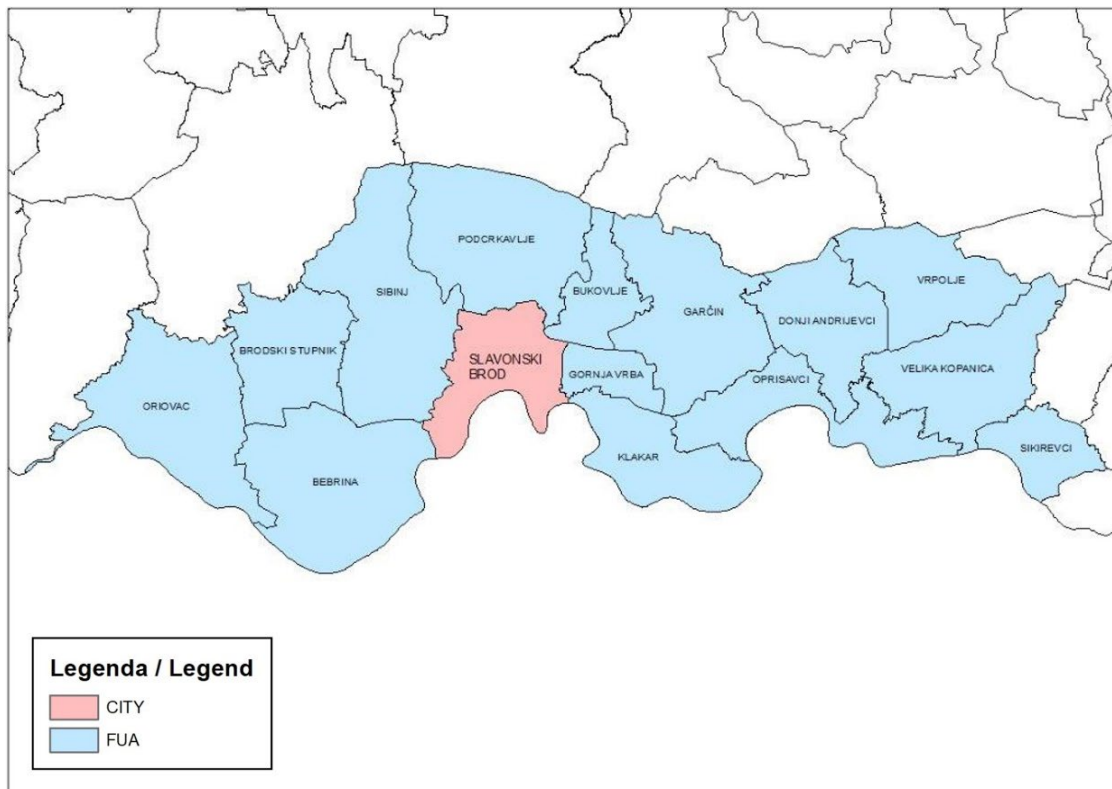 PODCRKAVLJE
VRPOLJE
SIBINJ
BUKOVLJE
GARČIN
DONJI ANDRIJEVCI
BRODSKI STUPNIK
SLAVONSKI
BROD
GORNJA VRBA
OPRISAVCI
VELIKA KOPANICA
ORIOVAC
KLAKAR
SIKIREVCI
BEBRINA
Legenda / Legend
CITY
FUA